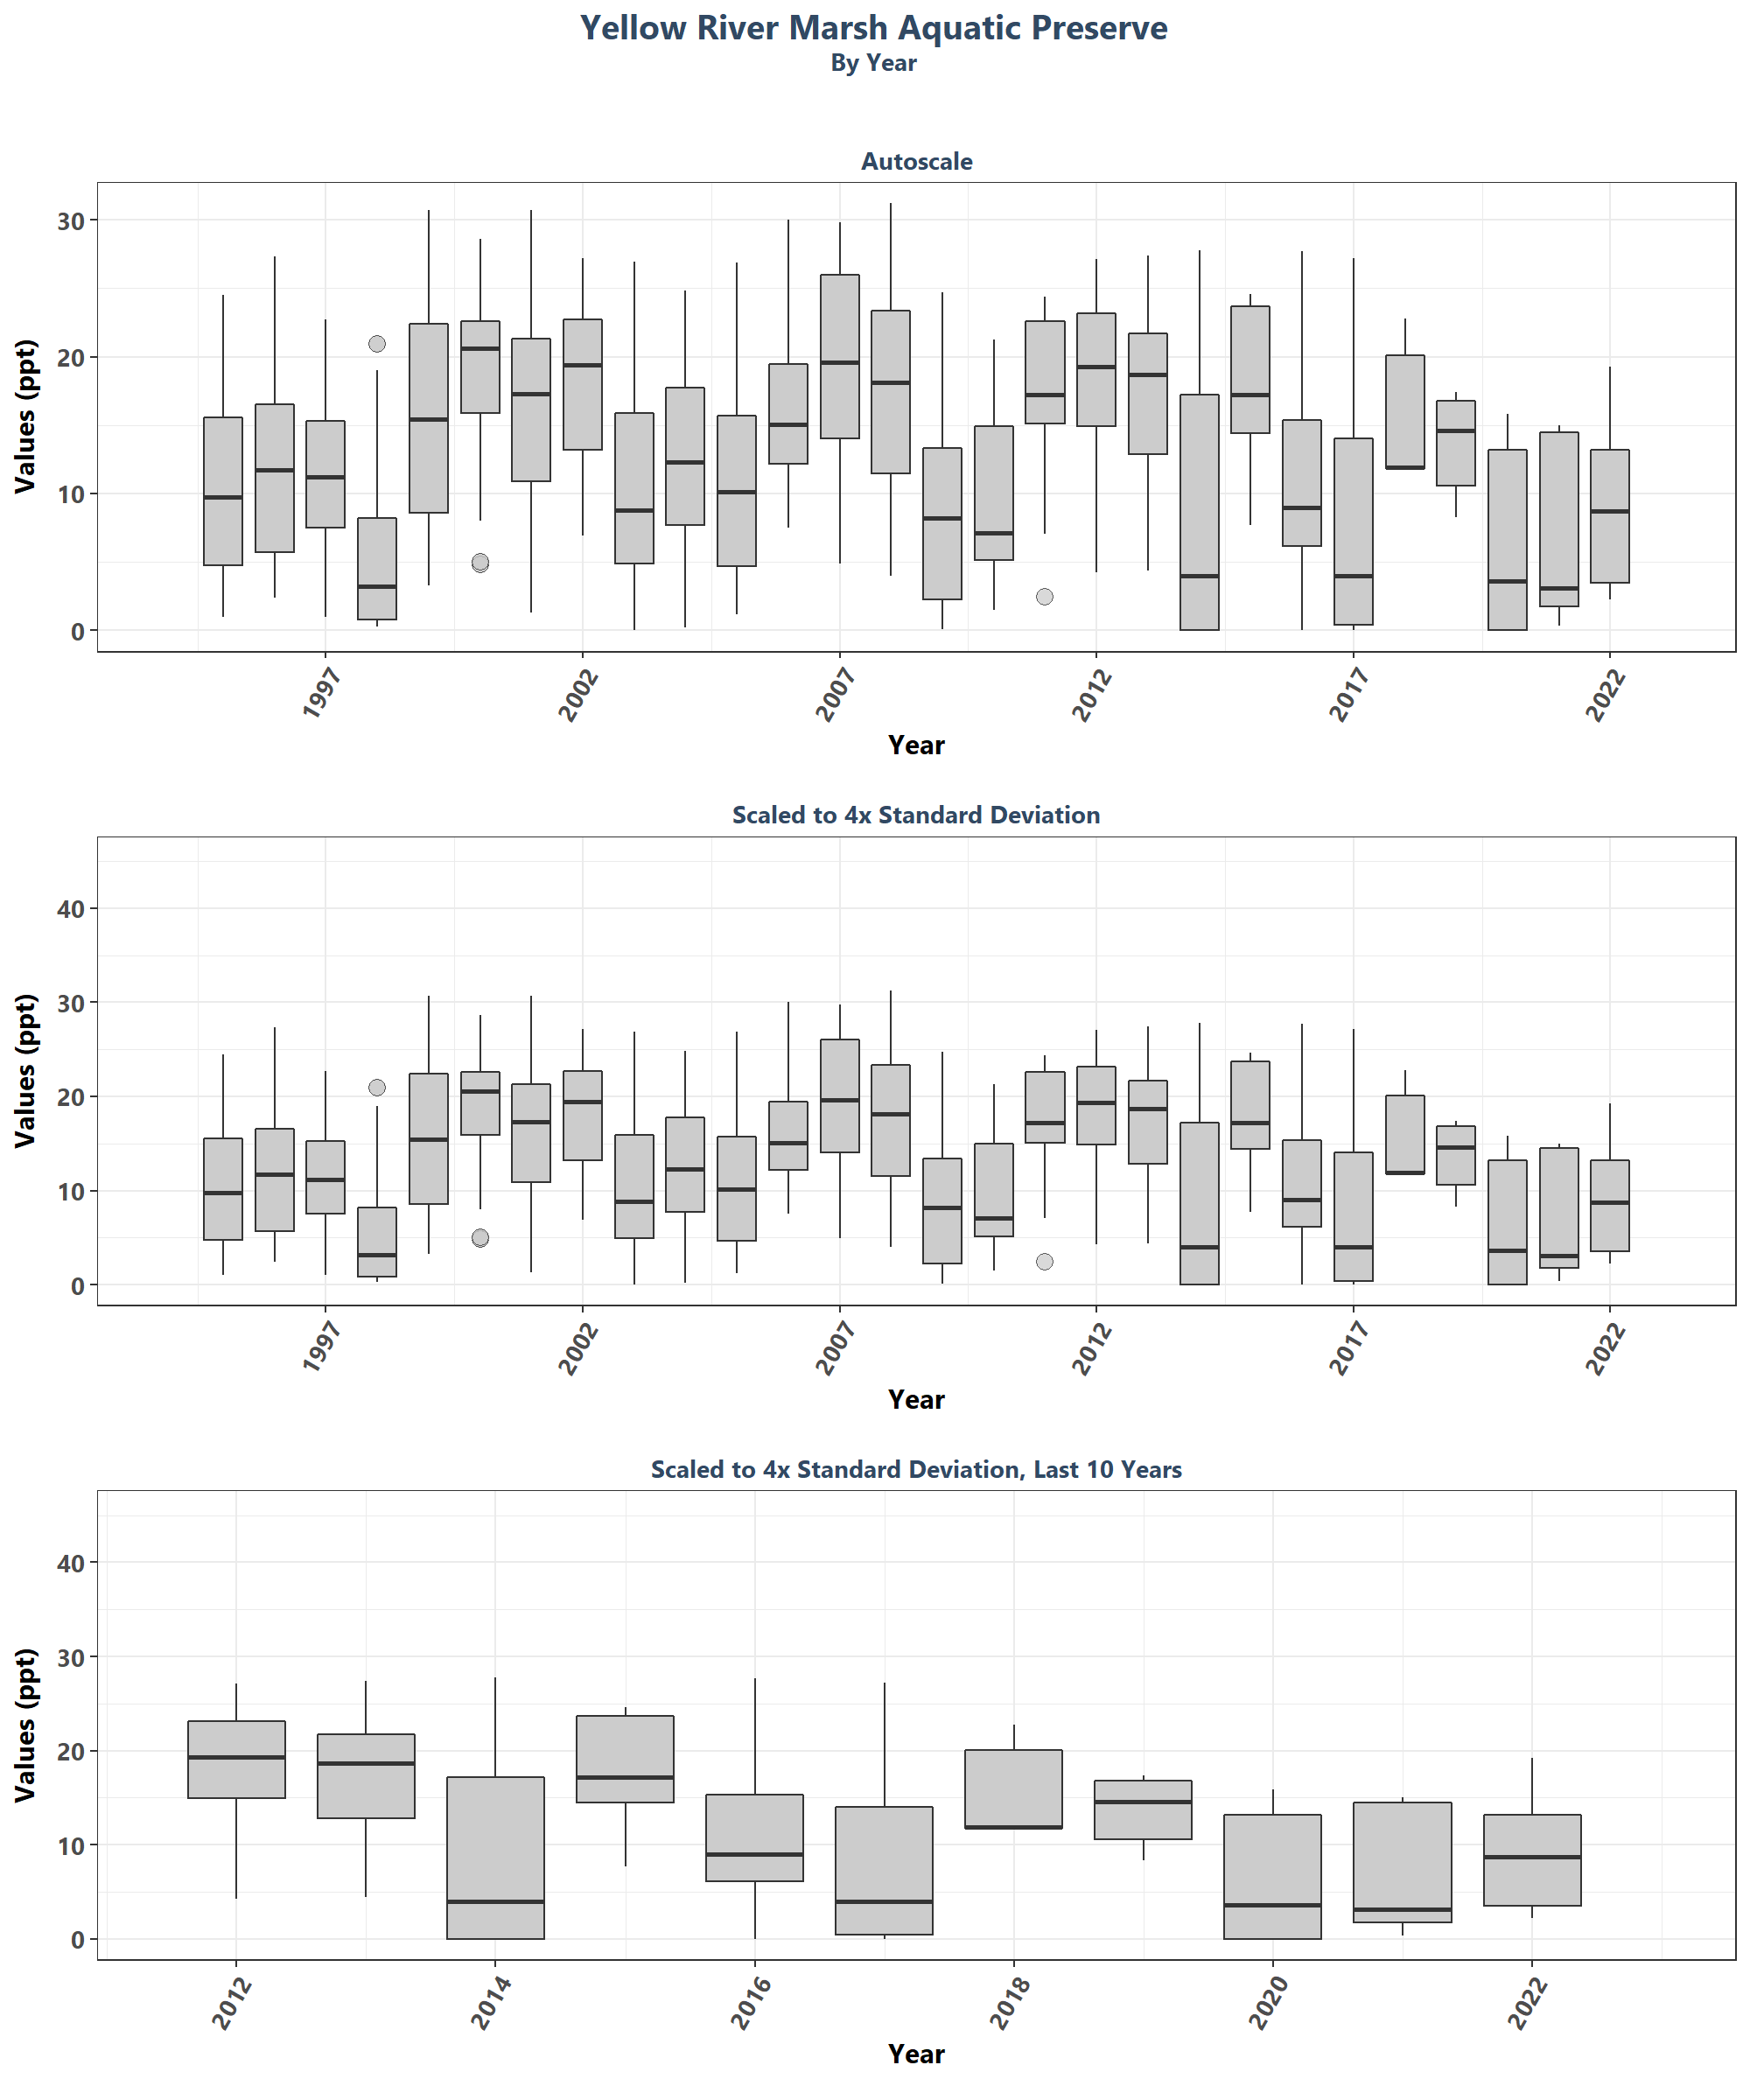 Yellow River Marsh Aquatic Preserve
By Year
Autoscale
Values (ppt)
30
20
10
0
1997 2002 2007 2012 2017 2022
Year
Scaled to 4x Standard Deviation
Values (ppt)
40
30
20
10
0
1997 2002 2007 2012 2017 2022
Year
Scaled to 4x Standard Deviation, Last 10 Years
Values (ppt)
40
30
20
10
0
2012 2014 2016 2018 2020 2022
Year